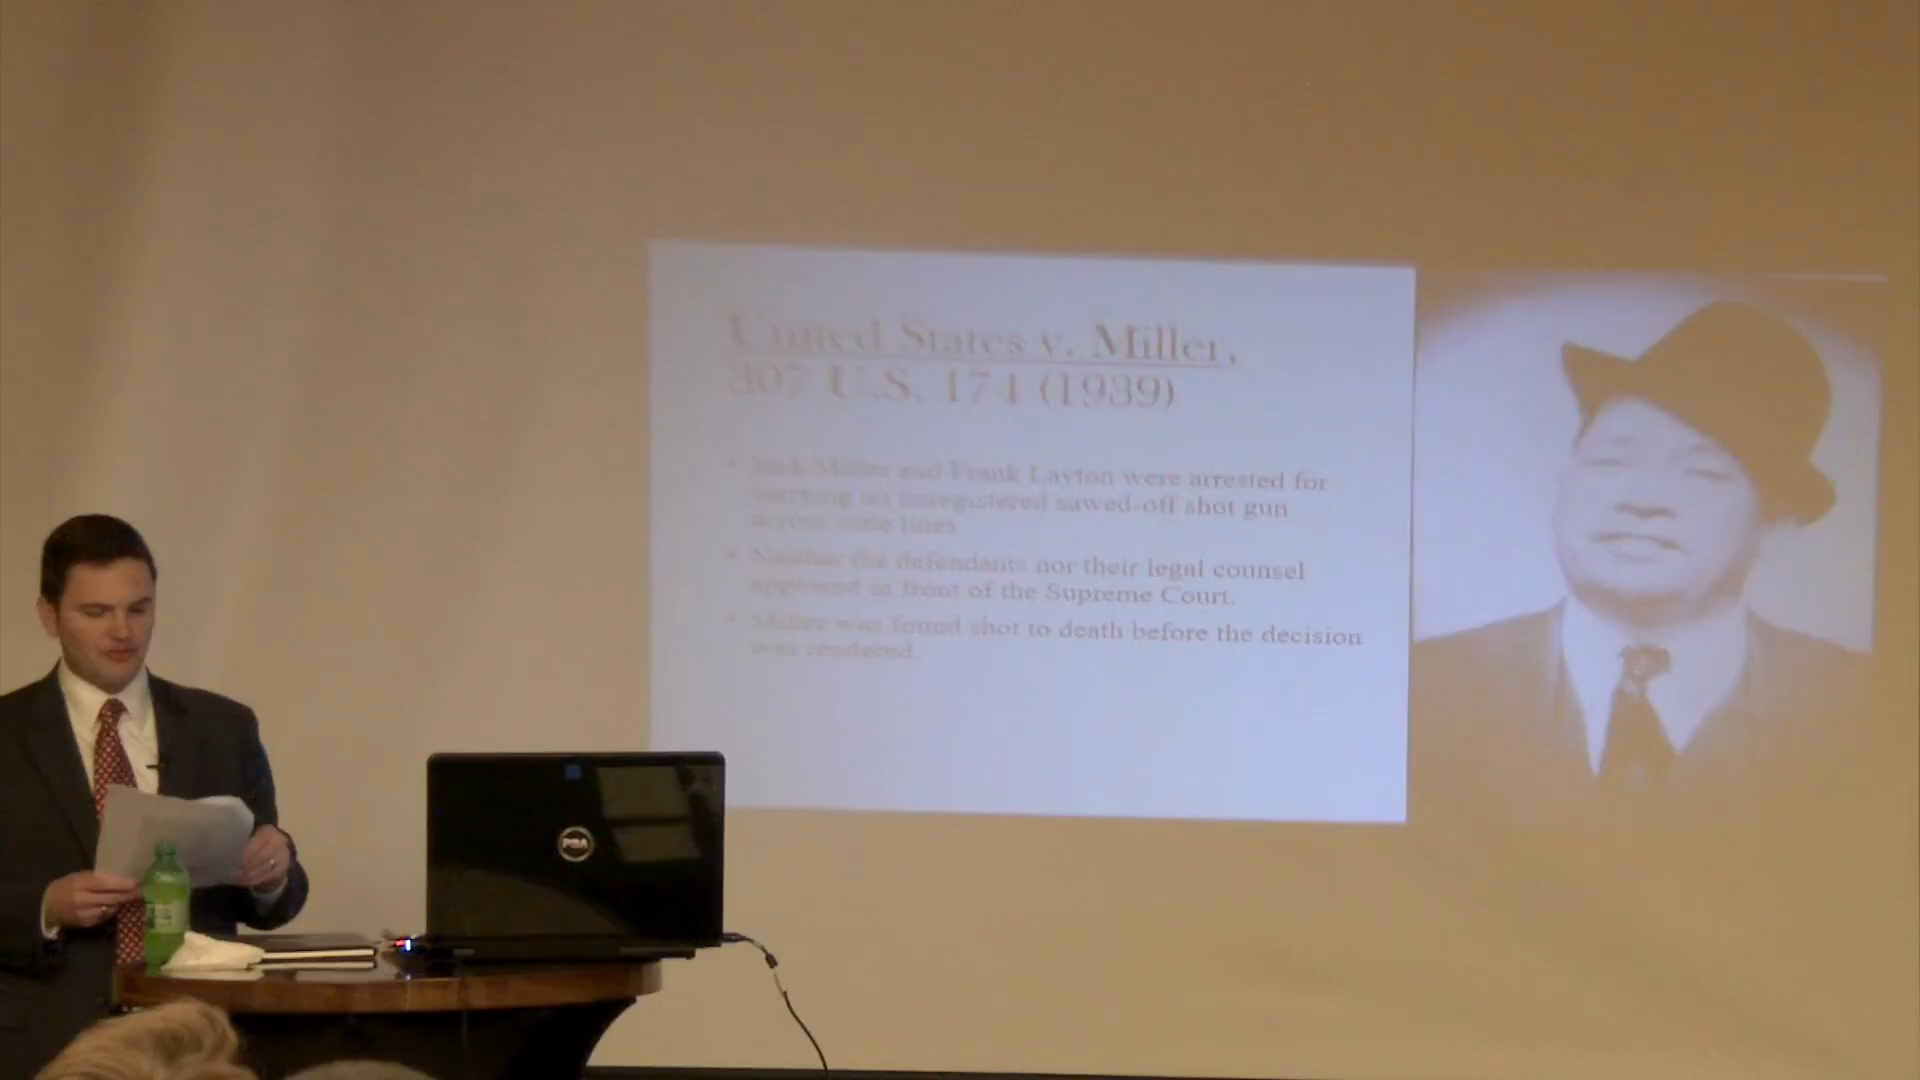 United States v. Miller,
307 U.S. 174 (1939)
• Jack Miller and Frank Layton were arrested for
carrying an unregistered sawed-off shot gun
across state lines
• Neither the defendants nor their legal counsel
appeared in front of the Supreme Court.
• Miller was found shot to death before the decision
was rendered.